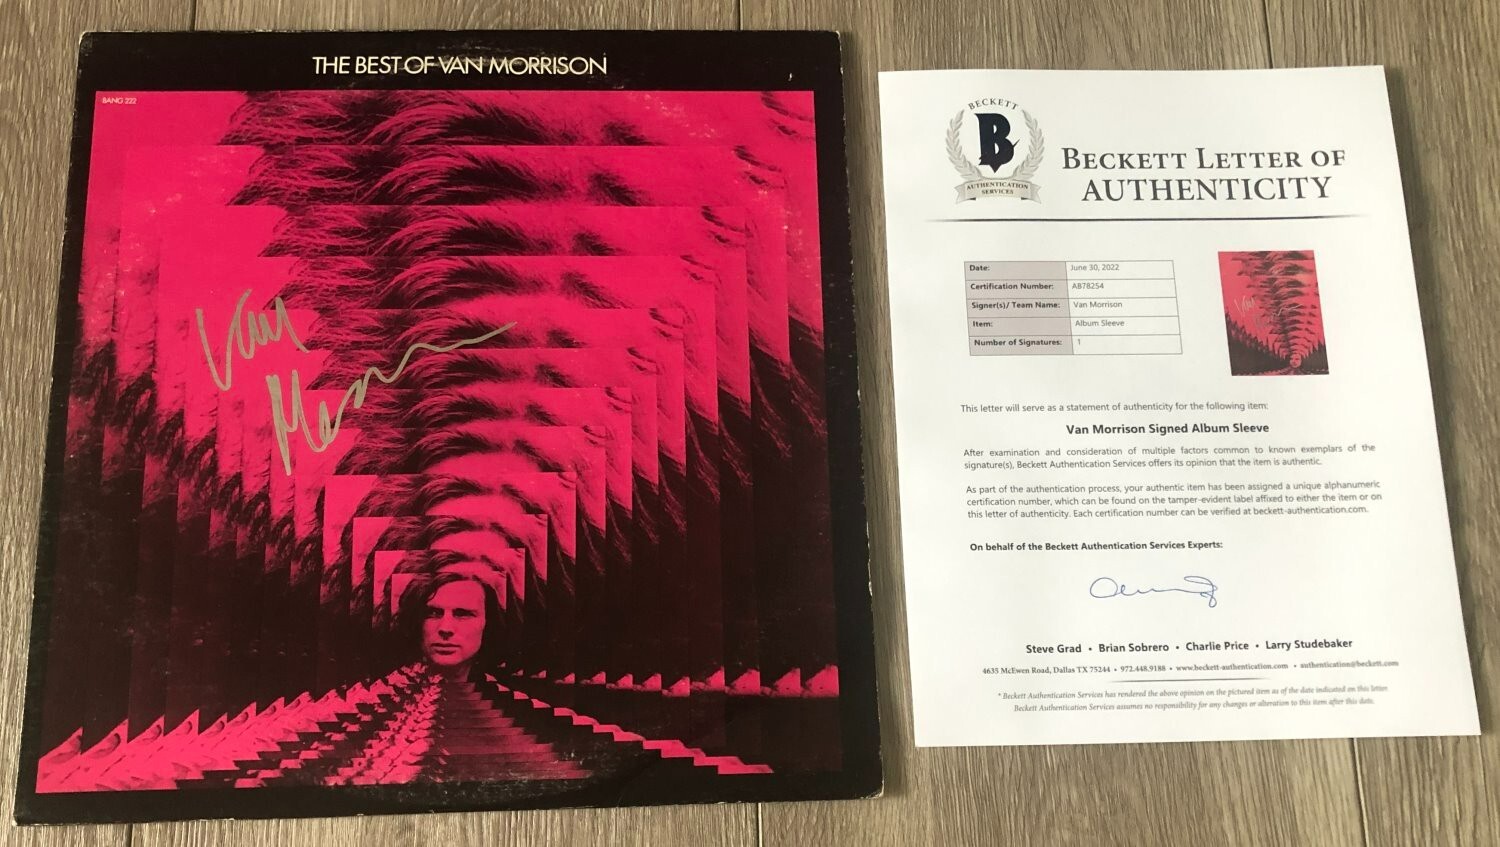 THE BEST OF VAN MORRISON
BANG 222
Van
Morrison
BECKETT
B
AUTHENTICATION
SERVICES
BECKETT LETTER OF
AUTHENTICITY
Date: June 30, 2022
Certification Number: AB78254
Signer(s)/ Team Name: Van Morrison
Item: Album Sleeve
Number of Signatures: 1
This letter will serve as a statement of authenticity for the following item:
Van Morrison Signed Album Sleeve
After examination and consideration of multiple factors common to known exemplars of the
signature(s), Beckett Authentication Services offers its opinion that the item is authentic.
As part of the authentication process, your authentic item has been assigned a unique alphanumeric
certification number, which can be found on the tamper-evident label affixed to either the item or on
this letter of authenticity. Each certification number can be verified at beckett-authentication.com.
On behalf of the Beckett Authentication Services Experts:
Steve Grad • Brian Sobrero • Charlie Price • Larry Studebaker
4635 McEwen Road, Dallas TX 75244 • 972.448.9188 • www.beckett-authentication.com • authentication@beckett.com
* Beckett Authentication Services has rendered the above opinion on the pictured item as of the date indicated on this letter.
Beckett Authentication Services assumes no responsibility for any changes or alteration to this item after this date.